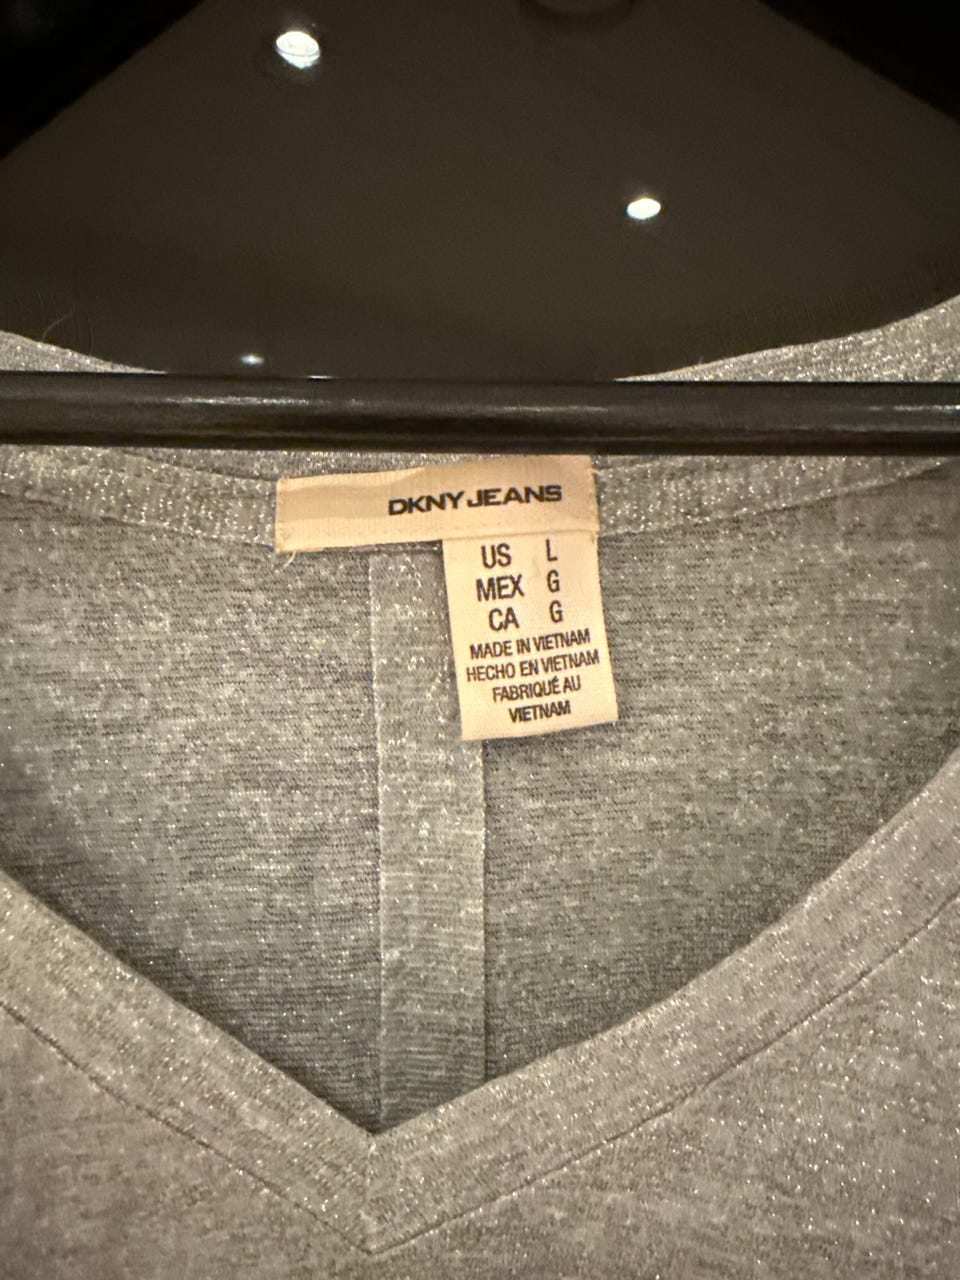 DKNY JEANS
US L
MEX G
CA G
MADE IN VIETNAM
HECHO EN VIETNAM
FABRIQUÉ AU
VIETNAM